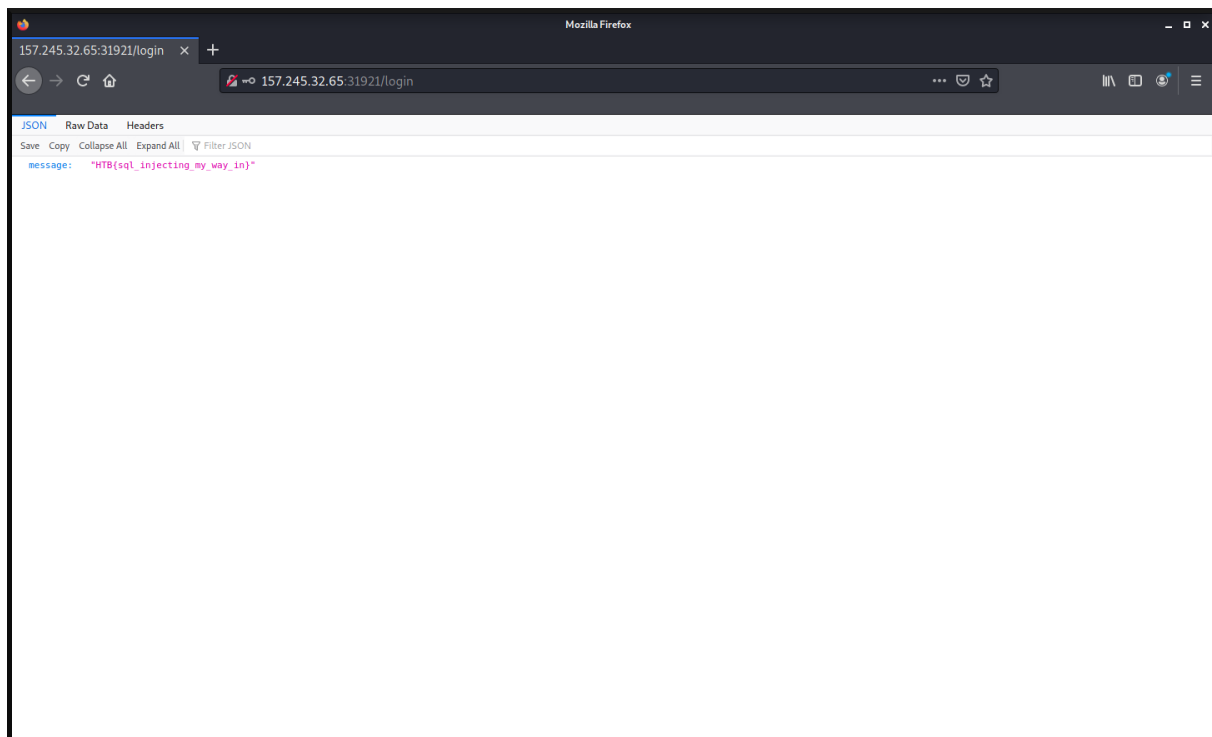 Mozilla Firefox
157.245.32.65:31921/login
157.245.32.65:31921/login
JSON Raw Data Headers
Save Copy Collapse All Expand All Filter JSON
message: "HTB{sql_injecting_my_way_in}"